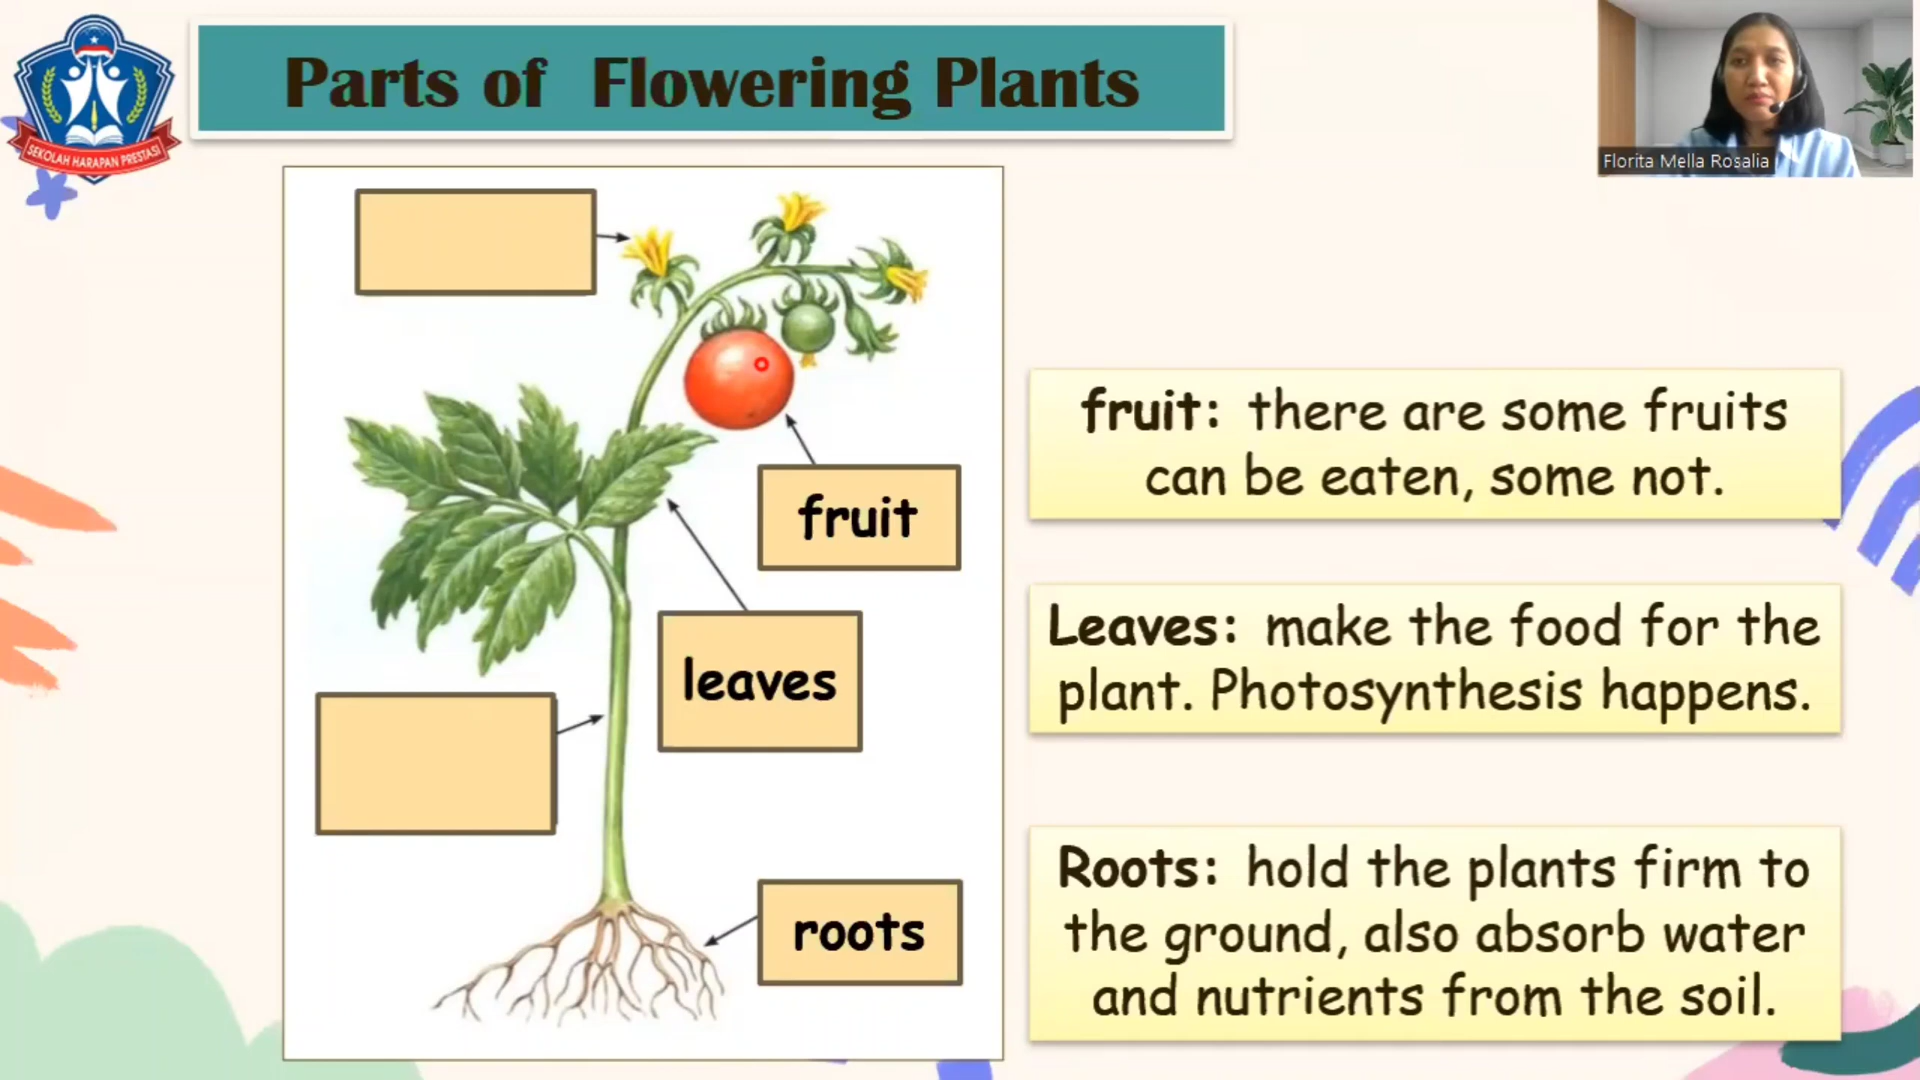 Parts of Flowering Plants
SEKOLAH HARAPAN PRESTASI
Florita Mella Rosalia
fruit
leaves
roots
fruit: there are some fruits
can be eaten, some not.
Leaves: make the food for the
plant. Photosynthesis happens.
Roots: hold the plants firm to
the ground, also absorb water
and nutrients from the soil.